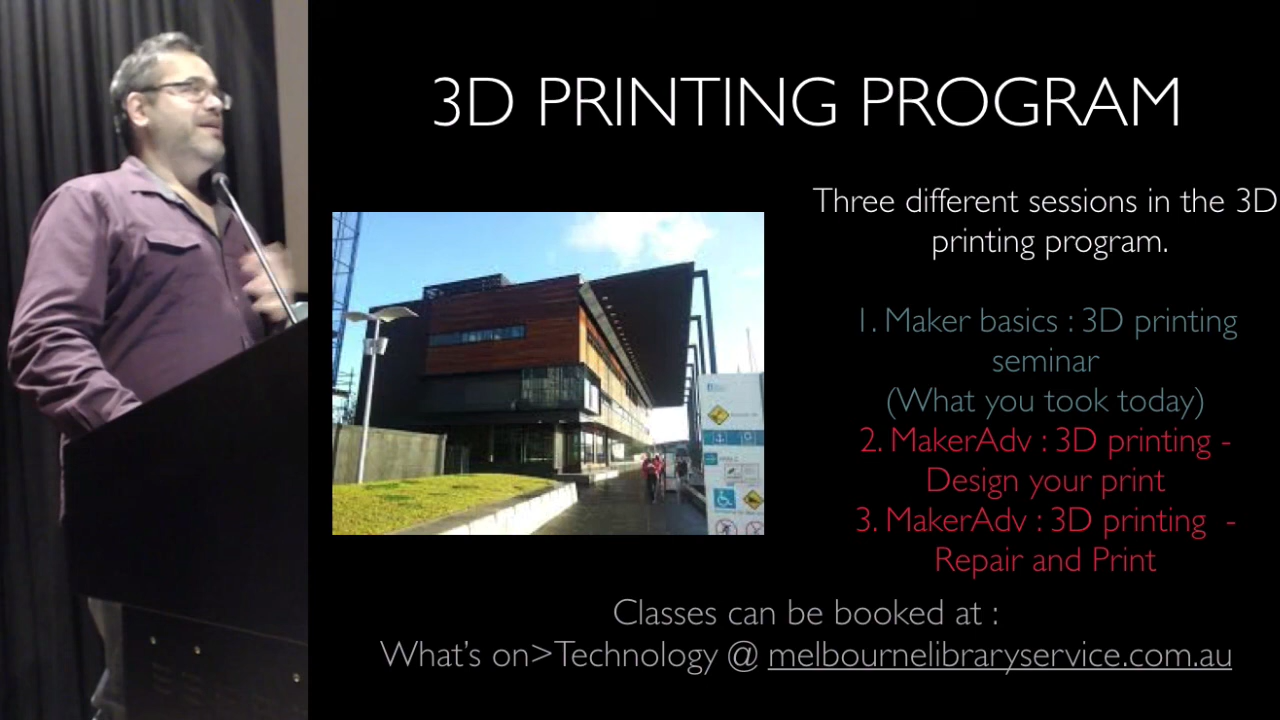 3D PRINTING PROGRAM
Three different sessions in the 3D
printing program.
1. Maker basics : 3D printing
seminar
(What you took today)
2. MakerAdv : 3D printing -
Design your print
3. MakerAdv : 3D printing -
Repair and Print
Classes can be booked at :
What's on>Technology @ melbournelibraryservice.com.au